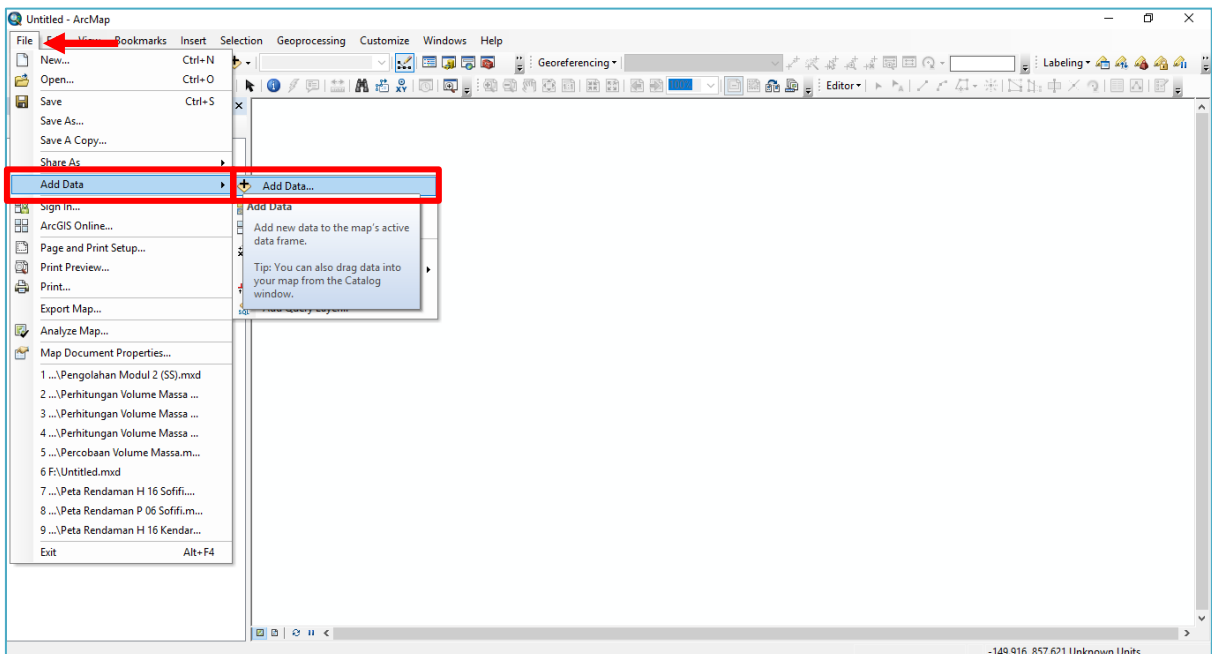 Untitled - ArcMap
File Bookmarks Insert Selection Geoprocessing Customize Windows Help
New... Ctrl+N
Georeferencing
Labeling
Open... Ctrl+O
Editor
Save Ctrl+S
Save As...
Save A Copy...
Share As
Add Data
Add Data...
Sign In...
Add Data
ArcGIS Online...
Add new data to the map's active
data frame.
Page and Print Setup...
Print Preview...
Tip: You can also drag data into
your map from the Catalog
window.
Print...
Export Map...
Add Query Layer...
Analyze Map...
Map Document Properties...
1 ...\Pengolahan Modul 2 (SS).mxd
2 ...\Perhitungan Volume Massa ...
3 ...\Perhitungan Volume Massa ...
4 ...\Perhitungan Volume Massa ...
5 ...\Percobaan Volume Massa.m...
6 F:\Untitled.mxd
7 ...\Peta Rendaman H 16 Sofifi....
8 ...\Peta Rendaman P 06 Sofifi.m...
9 ...\Peta Rendaman H 16 Kendar...
Exit Alt+F4
-149,916 857,621 Unknown Units